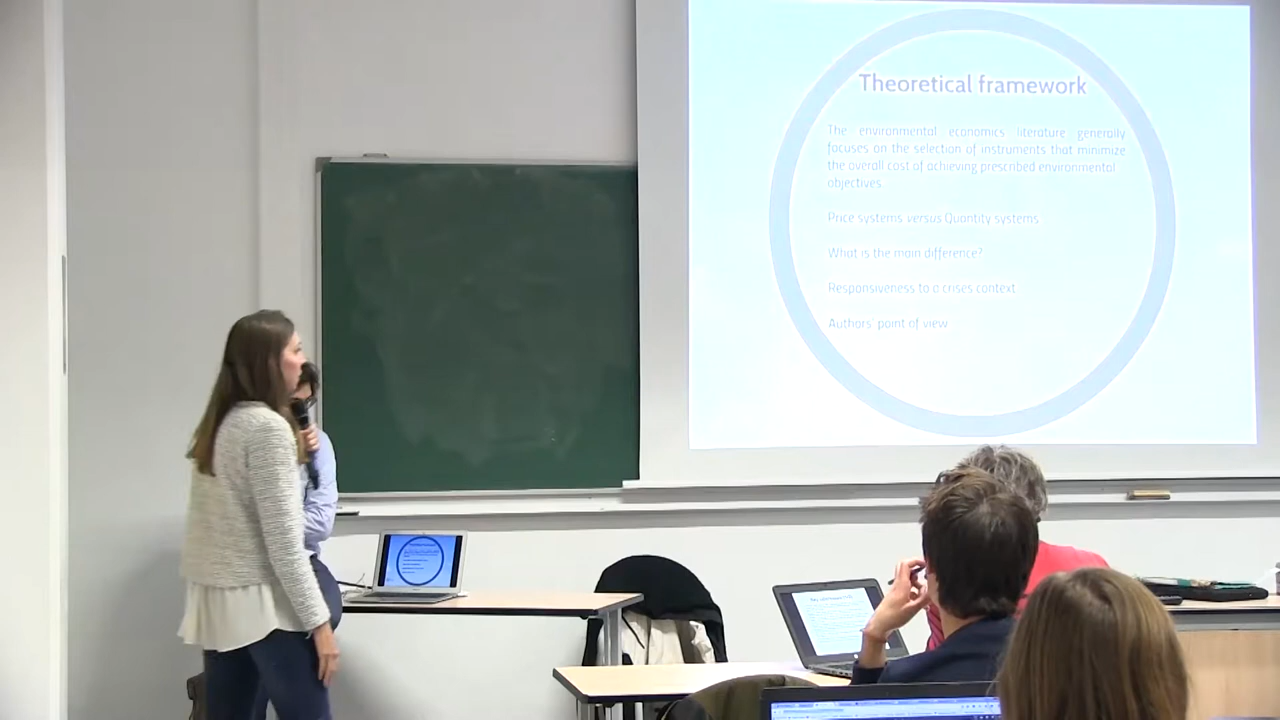 Theoretical framework
The environmental economics literature generally
focuses on the selection of instruments that minimize
the overall cost of achieving prescribed environmental
objectives
Price systems versus Quantity systems
What is the main difference?
Responsiveness to a crises context
Authors' point of view